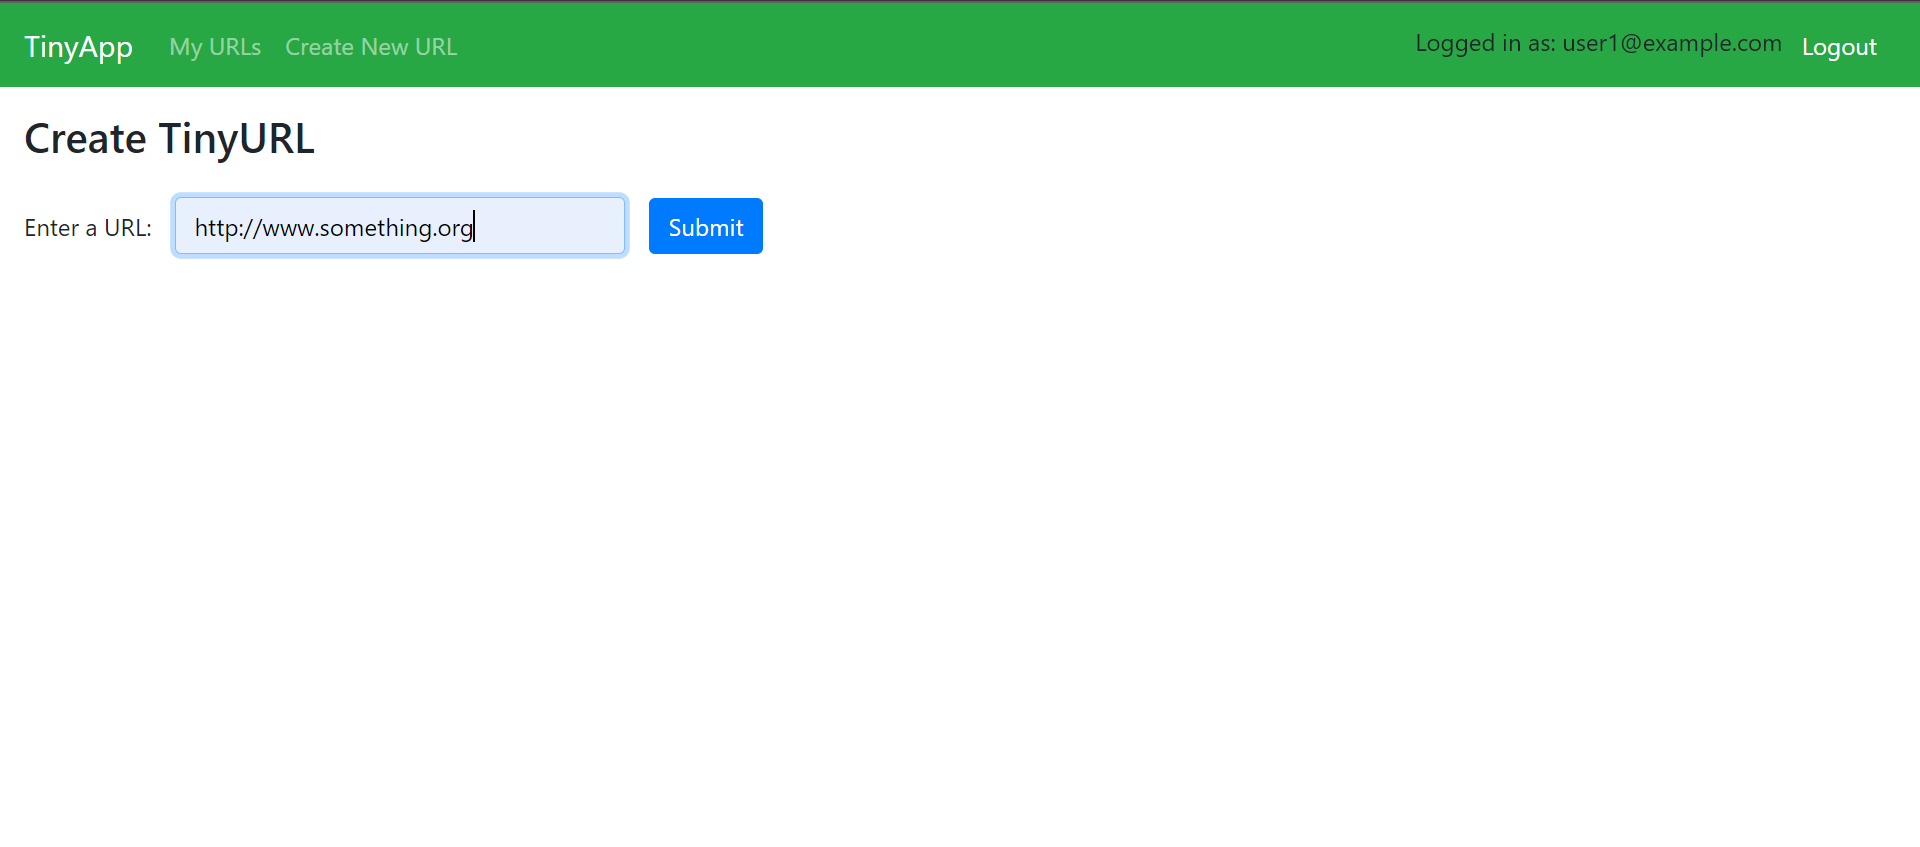 TinyApp My URLs Create New URL Logged in as: user1@example.com Logout
Create TinyURL
Enter a URL: http://www.something.org Submit